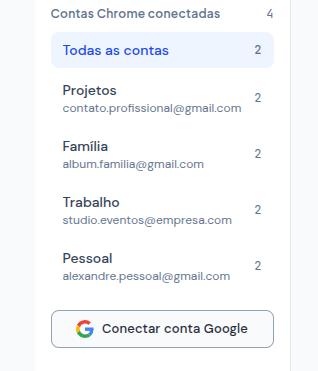 Contas Chrome conectadas 4
Todas as contas 2
Projetos
contato.profissional@gmail.com 2
Família
album.familia@gmail.com 2
Trabalho
studio.eventos@empresa.com 2
Pessoal
alexandre.pessoal@gmail.com 2
Conectar conta Google